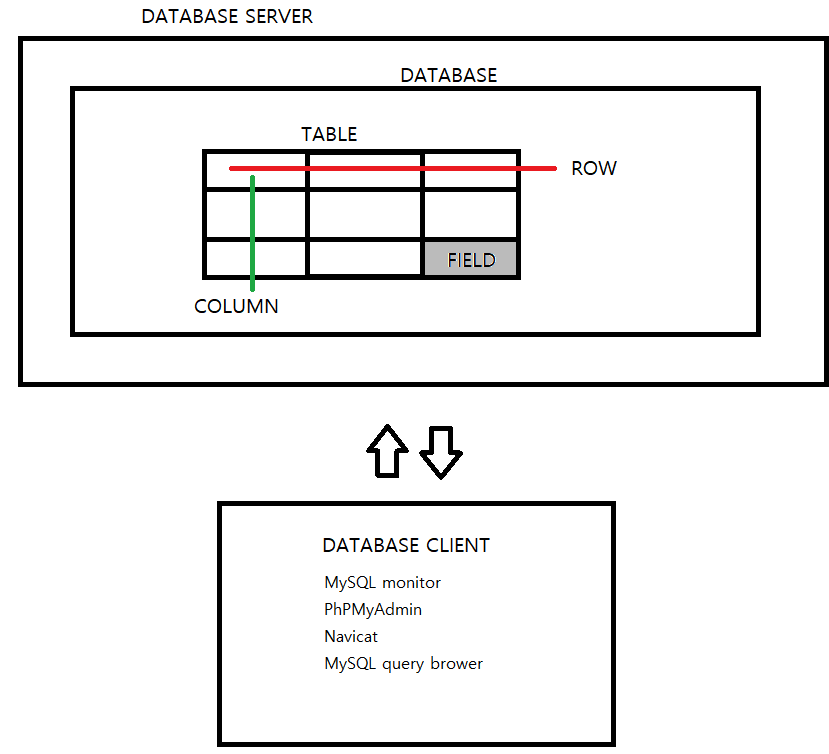 DATABASE SERVER
DATABASE
TABLE
ROW
FIELD
COLUMN
DATABASE CLIENT
MySQL monitor
PhPMyAdmin
Navicat
MySQL query brower